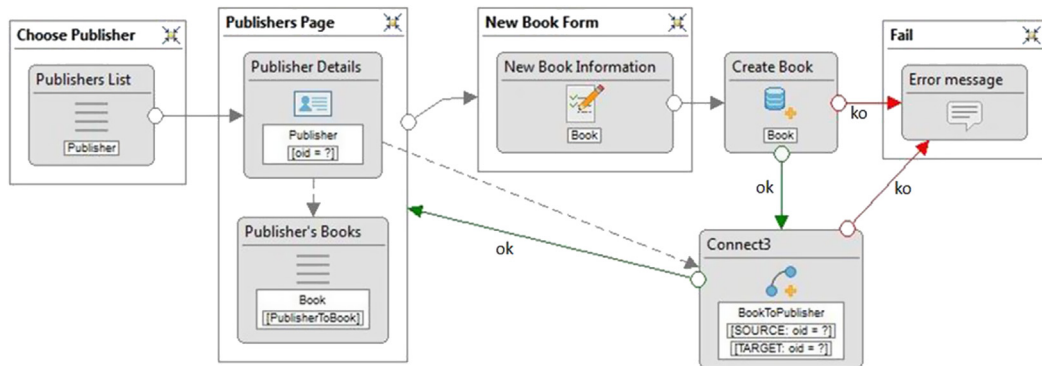 Choose Publisher
Publishers List
Publisher
Publishers Page
Publisher Details
Publisher
[oid = ?]
Publisher's Books
Book
[PublisherToBook]
New Book Form
New Book Information
Book
Create Book
Book
ko
ok
Fail
Error message
ko
ok
Connect3
BookToPublisher
[SOURCE: oid = ?]
[TARGET: oid = ?]